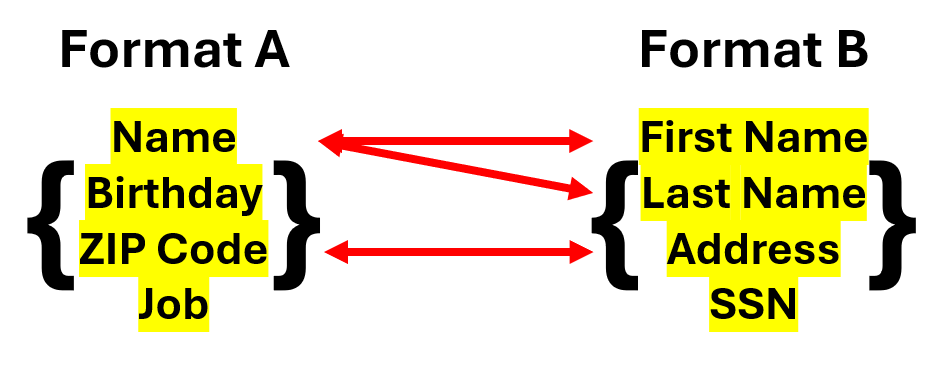 Format A
Format B
Name
Birthday
ZIP Code
Job
First Name
Last Name
Address
SSN